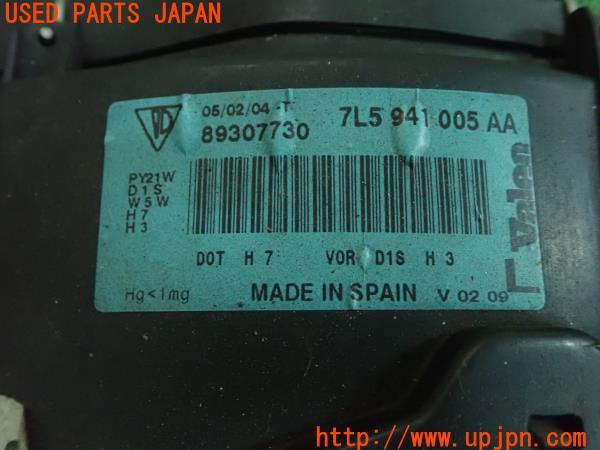 USED PARTS JAPAN
05/02/04 -T
89307730 7L5 941 005 AA
PY21W
D1S
W5W
H7
H3
Valeo
L
DOT H7 VOR D1S H3
Hg<1mg MADE IN SPAIN V 02 09
http://www.upjpn.com